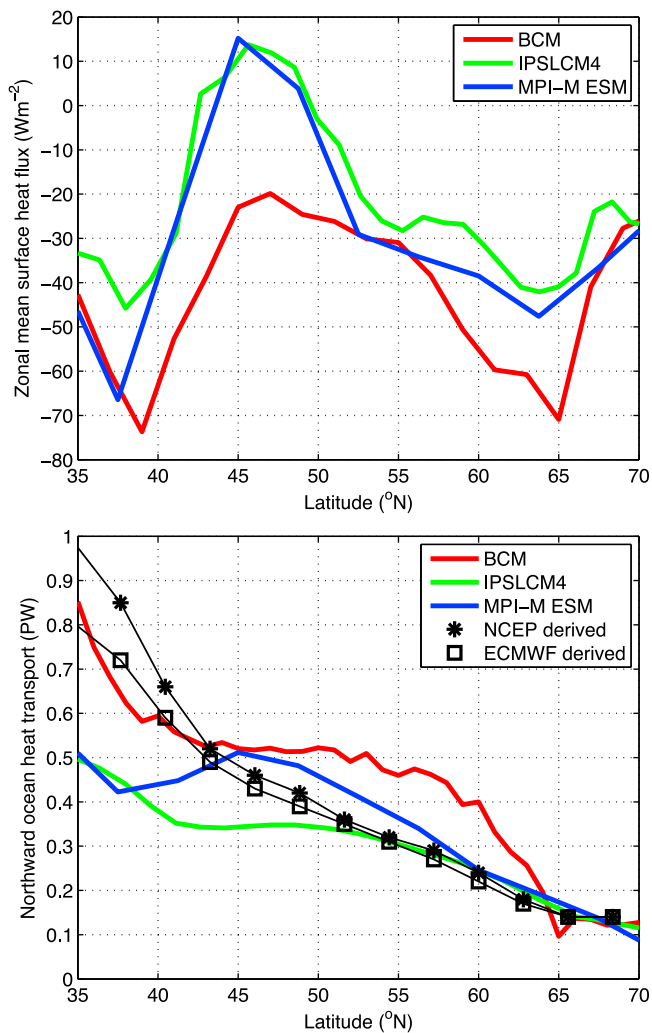 20
10
0
−10
−20
−30
−40
−50
−60
−70
−80
Zonal mean surface heat flux (Wm−2)
BCM
IPSLCM4
MPI−M ESM
35 40 45 50 55 60 65 70
Latitude (oN)
1
0.9
0.8
0.7
0.6
0.5
0.4
0.3
0.2
0.1
0
Northward ocean heat transport (PW)
BCM
IPSLCM4
MPI−M ESM
NCEP derived
ECMWF derived
35 40 45 50 55 60 65 70
Latitude (oN)